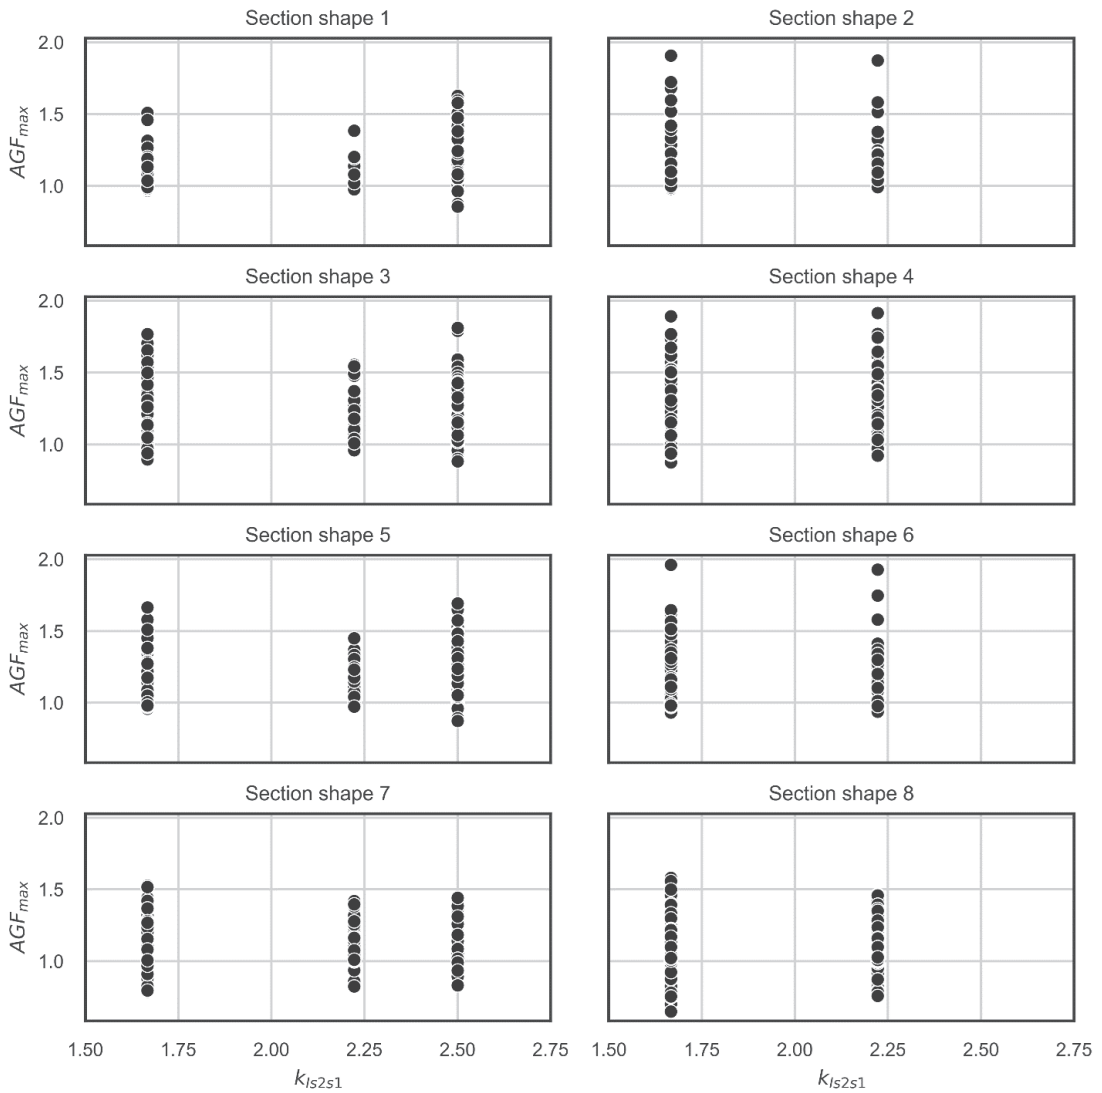 Section shape 1
Section shape 2
2.0
1.5
1.0
AGFmax
Section shape 3
Section shape 4
2.0
1.5
1.0
AGFmax
Section shape 5
Section shape 6
2.0
1.5
1.0
AGFmax
Section shape 7
Section shape 8
2.0
1.5
1.0
AGFmax
1.50 1.75 2.00 2.25 2.50 2.75
1.50 1.75 2.00 2.25 2.50 2.75
kIs2s1
kIs2s1